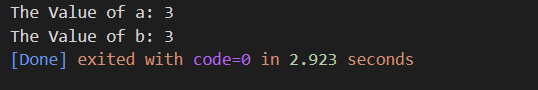 The Value of a: 3
The Value of b: 3
[Done] exited with code=0 in 2.923 seconds